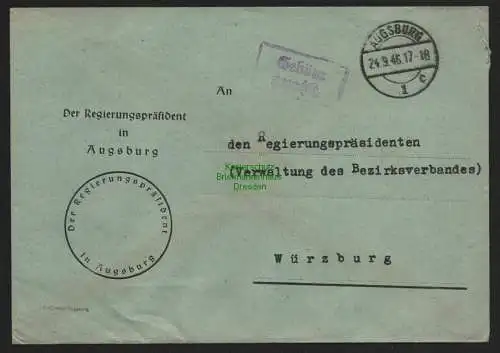 AUGSBURG
24.9.46.17-18
1 c
Gebühr
bezahlt
An
Der Regierungspräsident
in
Augsburg
den Regierungspräsidenten
(Verwaltung des Bezirksverbandes)
Briefmarkenhaus
Dresden
Der Regierungspräsident
in Augsburg
Würzburg